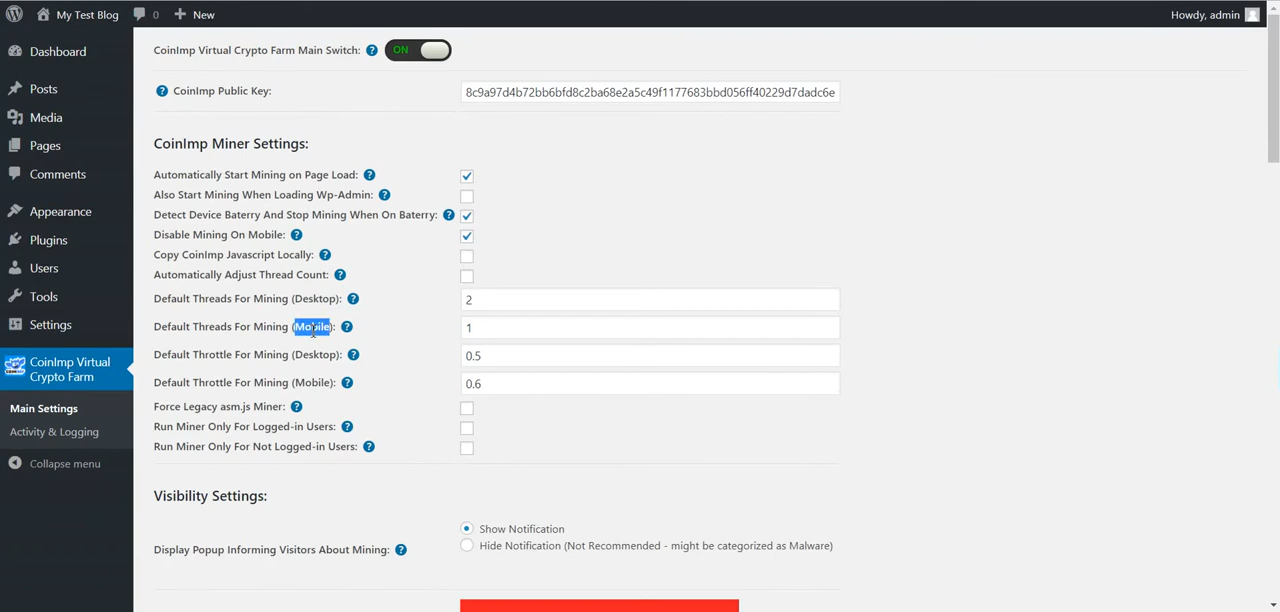 My Test Blog
0
New
Howdy, admin
Dashboard
Posts
Media
Pages
Comments
Appearance
Plugins
Users
Tools
Settings
CoinImp Virtual
Crypto Farm
Main Settings
Activity & Logging
Collapse menu
CoinImp Virtual Crypto Farm Main Switch: ? ON
? CoinImp Public Key: 8c9a97d4b72bb6bfd8c2ba68e2a5c49f1177683bbd056ff40229d7dadc6e
CoinImp Miner Settings:
Automatically Start Mining on Page Load: ?
Also Start Mining When Loading Wp-Admin: ?
Detect Device Baterry And Stop Mining When On Baterry: ?
Disable Mining On Mobile: ?
Copy CoinImp Javascript Locally: ?
Automatically Adjust Thread Count: ?
Default Threads For Mining (Desktop): ? 2
Default Threads For Mining (Mobile): ? 1
Default Throttle For Mining (Desktop): ? 0.5
Default Throttle For Mining (Mobile): ? 0.6
Force Legacy asm.js Miner: ?
Run Miner Only For Logged-in Users: ?
Run Miner Only For Not Logged-in Users: ?
Visibility Settings:
Show Notification
Display Popup Informing Visitors About Mining: ?
Hide Notification (Not Recommended - might be categorized as Malware)